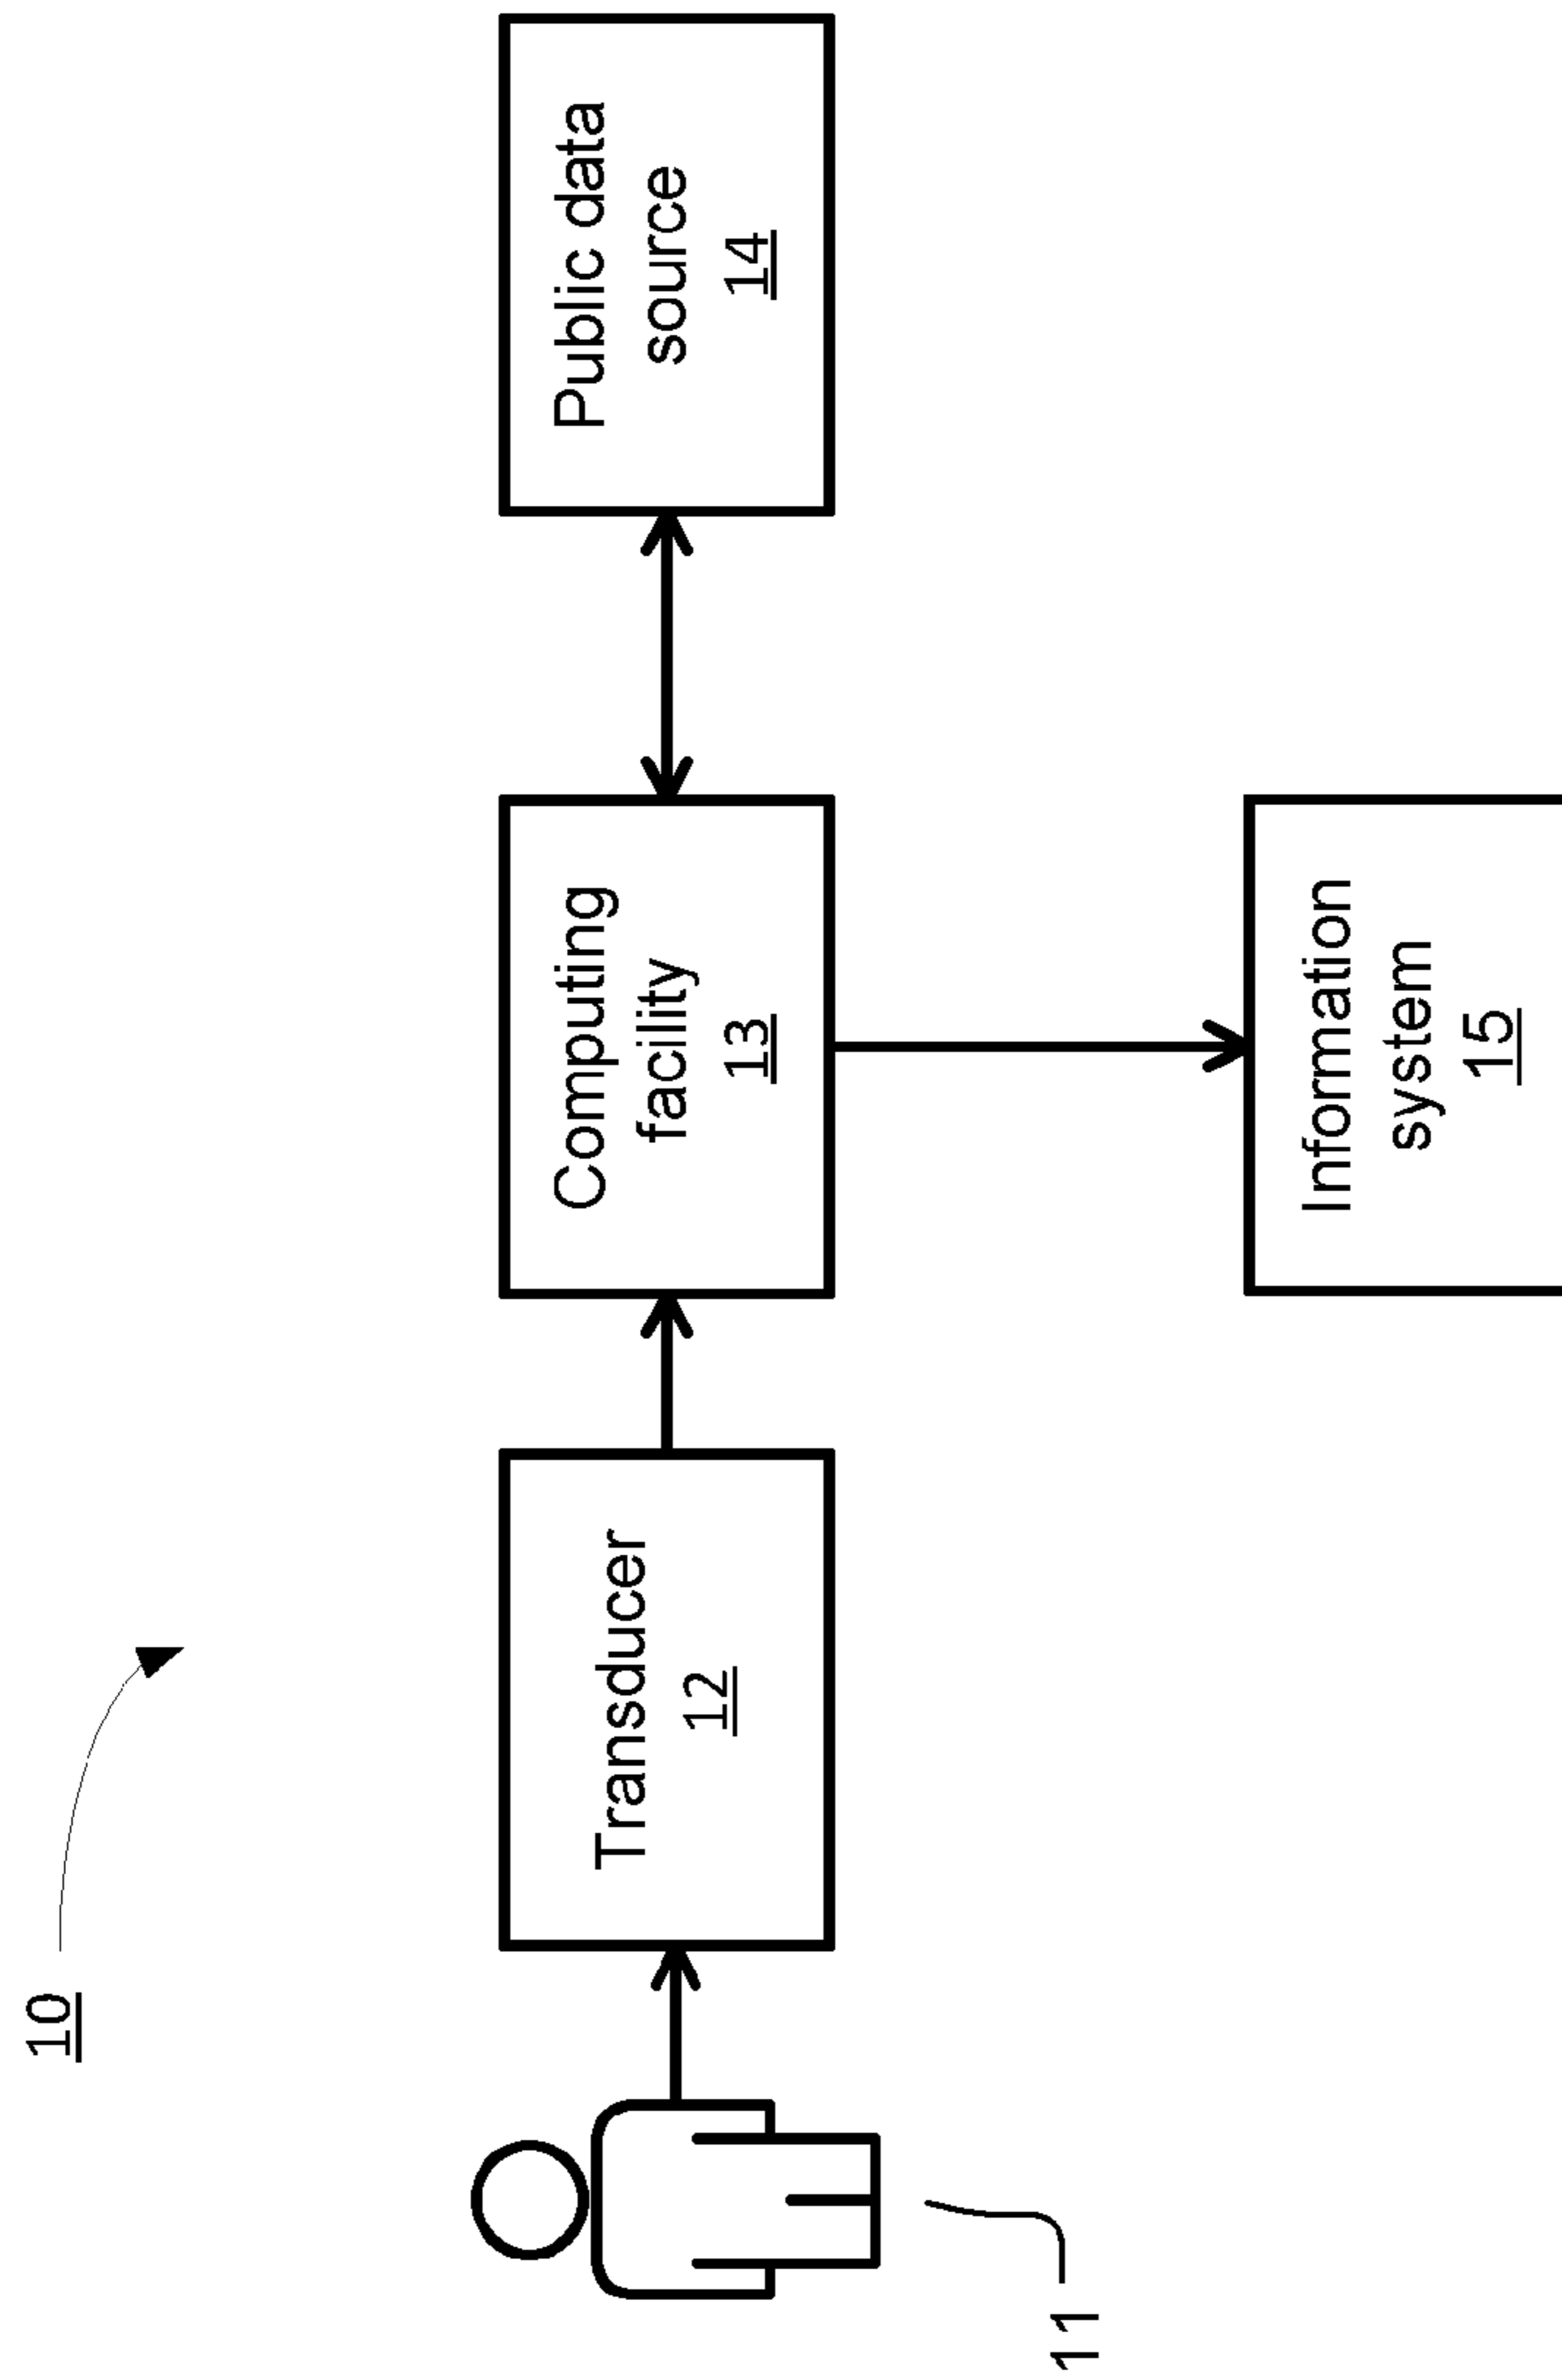 10
11
Transducer
12
Computing
facility
13
Public data
source
14
Information
system
15